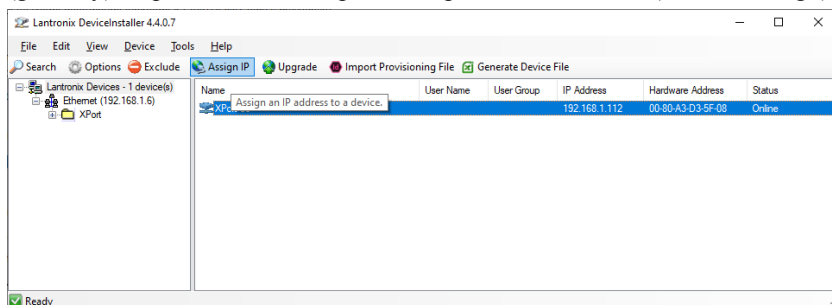 Lantronix DeviceInstaller 4.4.0.7
File Edit View Device Tools Help
Search Options Exclude Assign IP Upgrade Import Provisioning File Generate Device File
Lantronix Devices - 1 device(s)
Ethernet (192.168.1.6)
XPort
Name User Name User Group IP Address Hardware Address Status
192.168.1.112 00-80-A3-D3-5F-08 Online
Assign an IP address to a device.
Ready